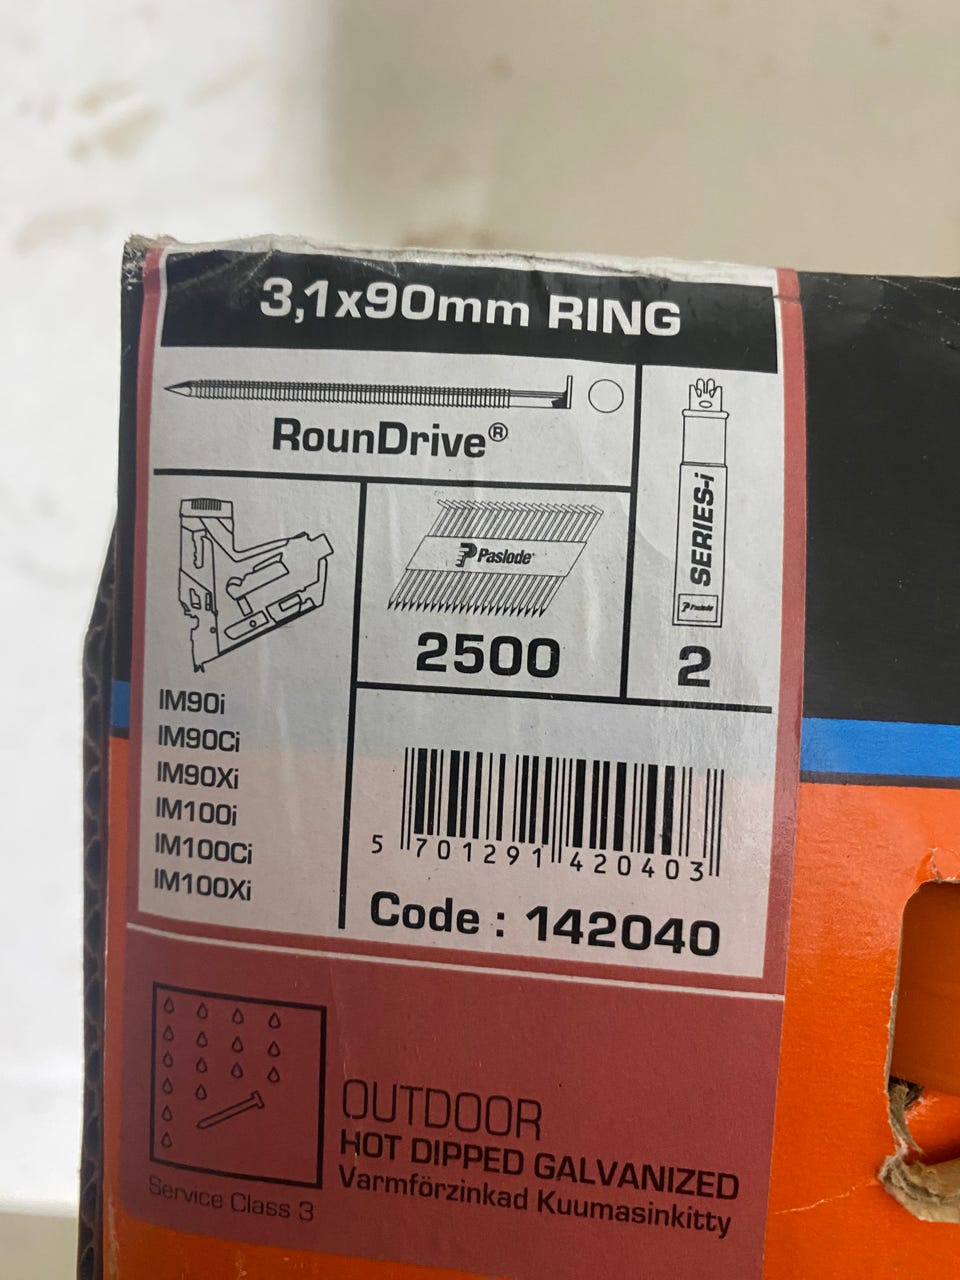 3,1x90mm RING
RounDrive®
SERIES-i
Paslode
2
Paslode
2500
IM90i
IM90Ci
IM90Xi
IM100i
IM100Ci
IM100Xi
5 701291 420403
Code : 142040
OUTDOOR
HOT DIPPED GALVANIZED
Varmförzinkad Kuumasinkitty
Service Class 3